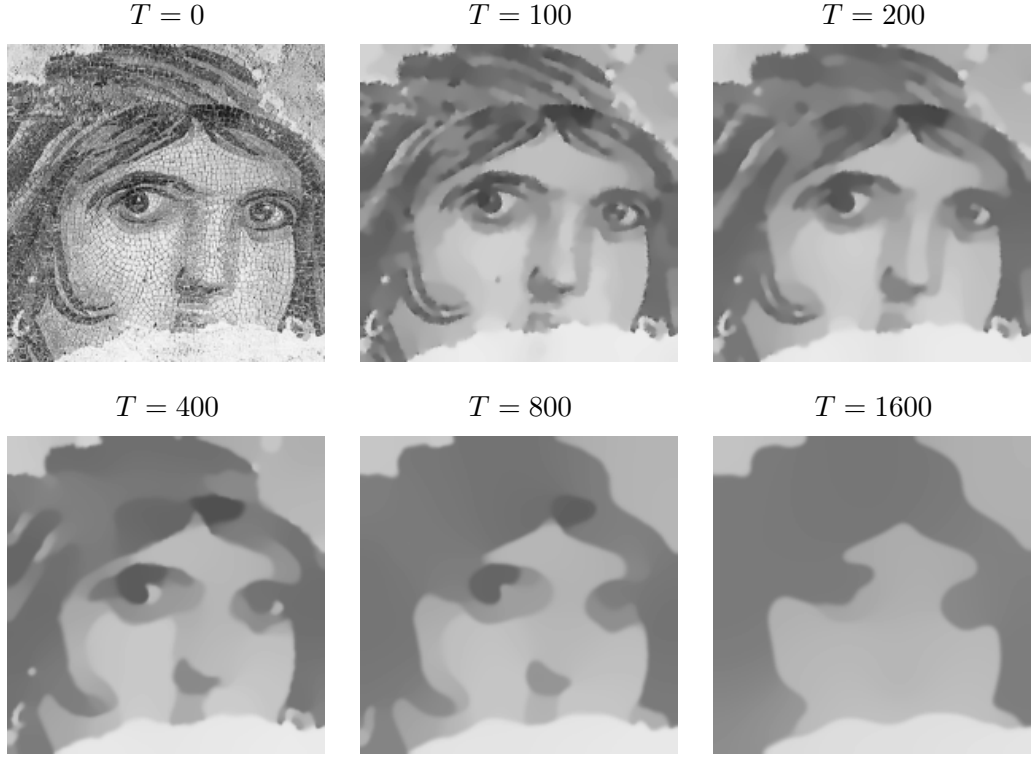 T = 0
T = 100
T = 200
T = 400
T = 800
T = 1600